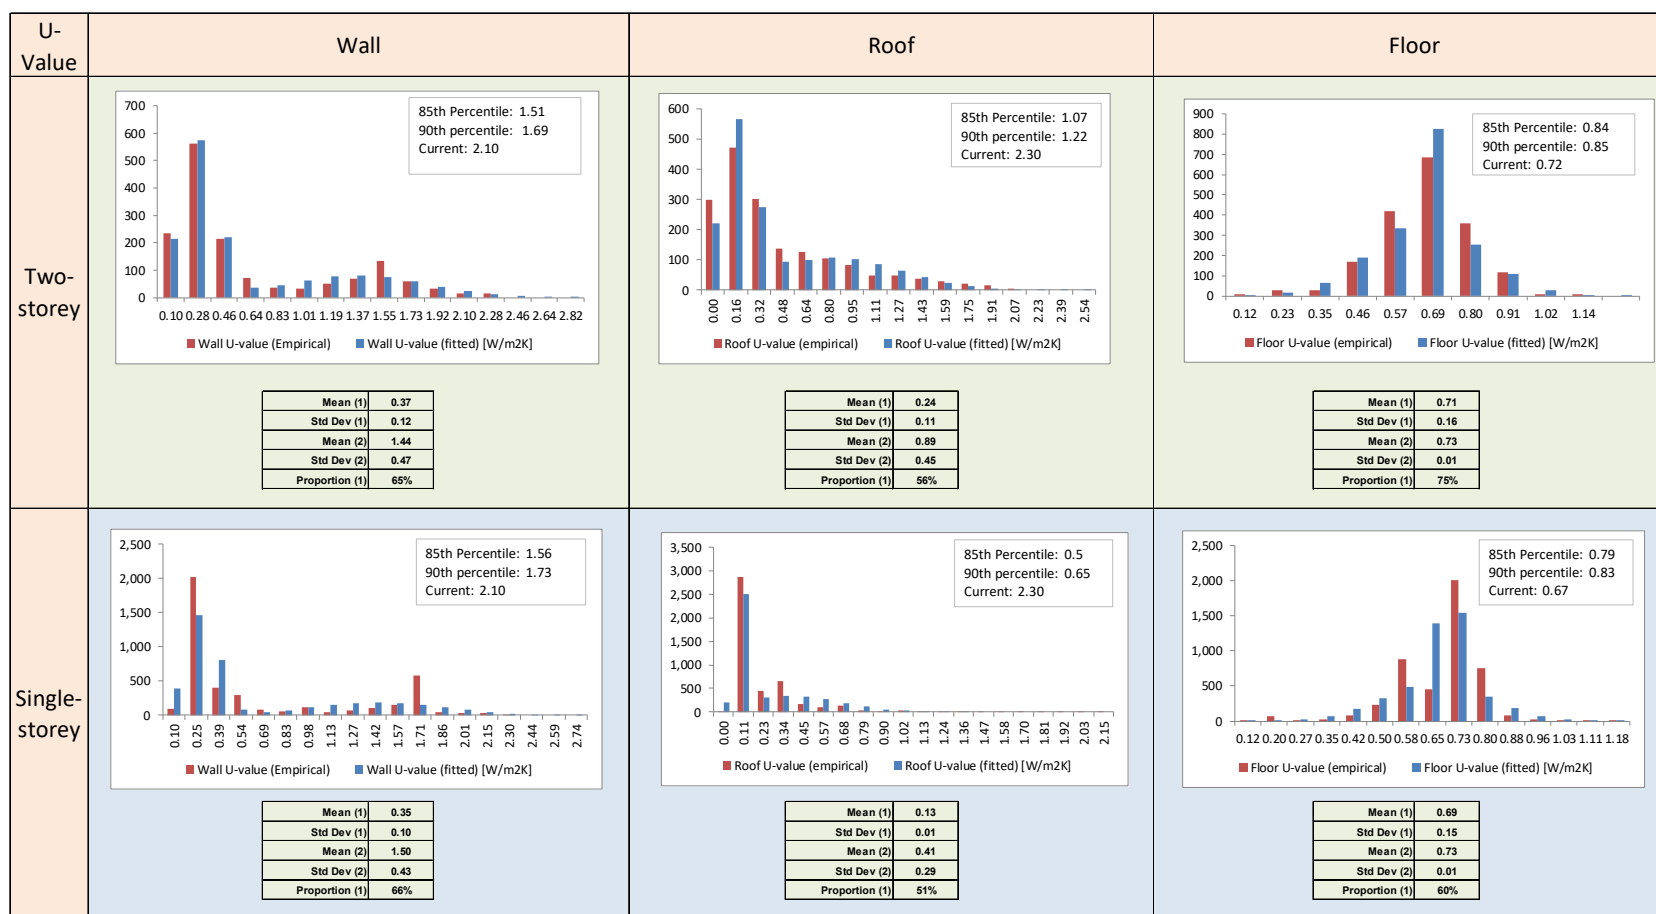 U-
Value
Wall
Roof
Floor
Two-
storey
700
600
500
400
300
200
100
0
85th Percentile: 1.51
90th percentile: 1.69
Current: 2.10
0.10 0.28 0.46 0.64 0.83 1.01 1.19 1.37 1.55 1.73 1.92 2.10 2.28 2.46 2.64 2.82
Wall U-value (Empirical) Wall U-value (fitted) [W/m2K]
Mean (1) 0.37
Std Dev (1) 0.12
Mean (2) 1.44
Std Dev (2) 0.47
Proportion (1) 65%
600
500
400
300
200
100
0
85th Percentile: 1.07
90th percentile: 1.22
Current: 2.30
0.00 0.16 0.32 0.48 0.64 0.80 0.95 1.11 1.27 1.43 1.59 1.75 1.91 2.07 2.23 2.39 2.54
Roof U-value (empirical) Roof U-value (fitted) [W/m2K]
Mean (1) 0.24
Std Dev (1) 0.11
Mean (2) 0.89
Std Dev (2) 0.45
Proportion (1) 56%
900
800
700
600
500
400
300
200
100
0
85th Percentile: 0.84
90th percentile: 0.85
Current: 0.72
0.12 0.23 0.35 0.46 0.57 0.69 0.80 0.91 1.02 1.14
Floor U-value (empirical) Floor U-value (fitted) [W/m2K]
Mean (1) 0.71
Std Dev (1) 0.16
Mean (2) 0.73
Std Dev (2) 0.01
Proportion (1) 75%
Single-
storey
2,500
2,000
1,500
1,000
500
0
85th Percentile: 1.56
90th percentile: 1.73
Current: 2.10
0.10 0.25 0.39 0.54 0.69 0.83 0.98 1.13 1.27 1.42 1.57 1.71 1.86 2.01 2.15 2.30 2.44 2.59 2.74
Wall U-value (Empirical) Wall U-value (fitted) [W/m2K]
Mean (1) 0.35
Std Dev (1) 0.10
Mean (2) 1.50
Std Dev (2) 0.43
Proportion (1) 66%
3,500
3,000
2,500
2,000
1,500
1,000
500
0
85th Percentile: 0.5
90th percentile: 0.65
Current: 2.30
0.00 0.11 0.23 0.34 0.45 0.57 0.68 0.79 0.90 1.02 1.13 1.24 1.36 1.47 1.58 1.70 1.81 1.92 2.03 2.15
Roof U-value (empirical) Roof U-value (fitted) [W/m2K]
Mean (1) 0.13
Std Dev (1) 0.01
Mean (2) 0.41
Std Dev (2) 0.29
Proportion (1) 51%
2,500
2,000
1,500
1,000
500
0
85th Percentile: 0.79
90th percentile: 0.83
Current: 0.67
0.12 0.20 0.27 0.35 0.42 0.50 0.58 0.65 0.73 0.80 0.88 0.96 1.03 1.11 1.18
Floor U-value (empirical) Floor U-value (fitted) [W/m2K]
Mean (1) 0.69
Std Dev (1) 0.15
Mean (2) 0.73
Std Dev (2) 0.01
Proportion (1) 60%